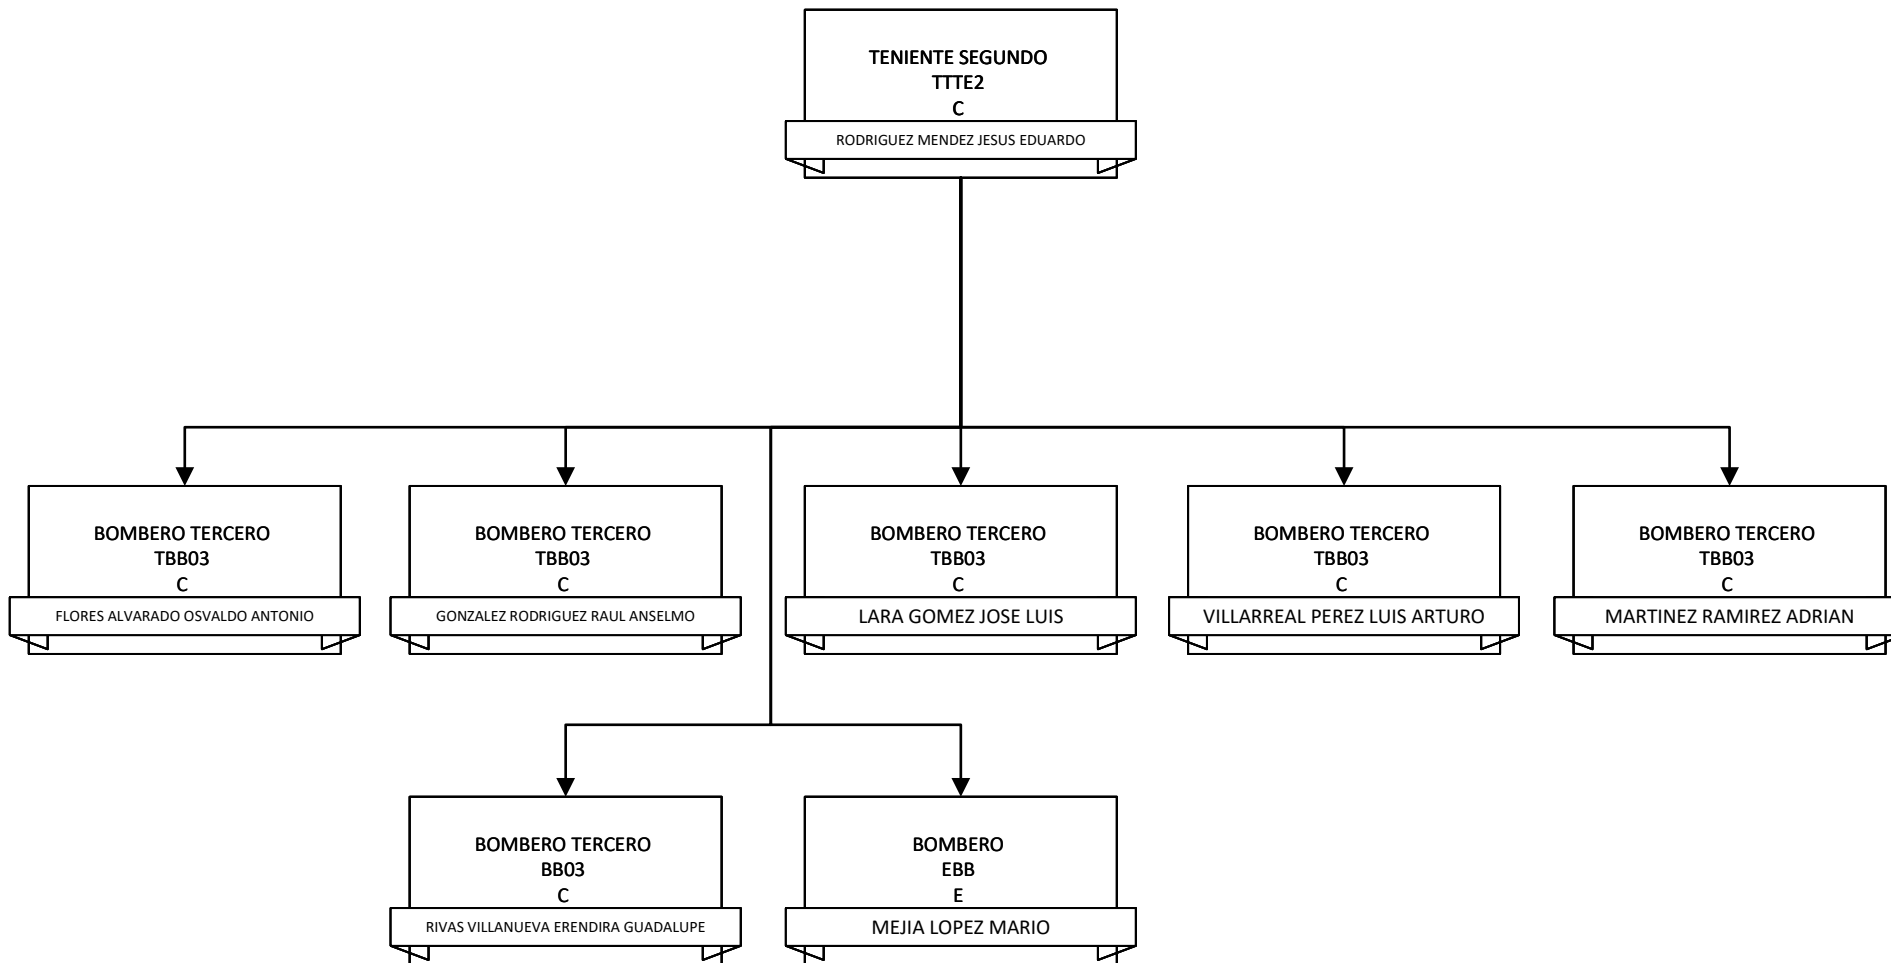 TENIENTE SEGUNDO
TTTE2
C
RODRIGUEZ MENDEZ JESUS EDUARDO
BOMBERO TERCERO
TBB03
C
FLORES ALVARADO OSVALDO ANTONIO
BOMBERO TERCERO
TBB03
C
GONZALEZ RODRIGUEZ RAUL ANSELMO
BOMBERO TERCERO
TBB03
C
LARA GOMEZ JOSE LUIS
BOMBERO TERCERO
TBB03
C
VILLARREAL PEREZ LUIS ARTURO
BOMBERO TERCERO
TBB03
C
MARTINEZ RAMIREZ ADRIAN
BOMBERO TERCERO
BB03
C
RIVAS VILLANUEVA ERENDIRA GUADALUPE
BOMBERO
EBB
E
MEJIA LOPEZ MARIO